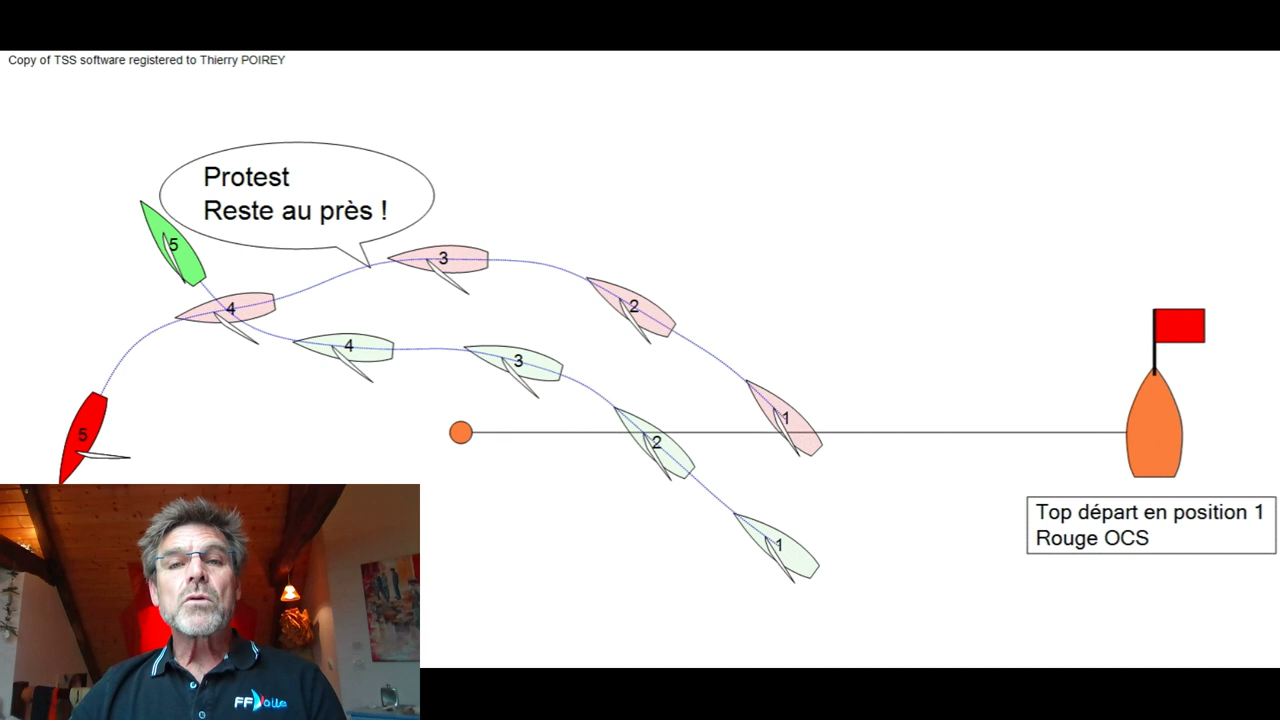 Copy of TSS software registered to Thierry POIREY
Protest
Reste au près !
5
3
4
2
4
3
1
5
2
1
Top départ en position 1
Rouge OCS
FFVoile